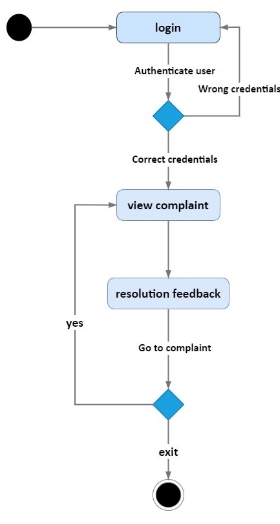 login
Authenticate user
Wrong credentials
Correct credentials
view complaint
resolution feedback
yes
Go to complaint
exit